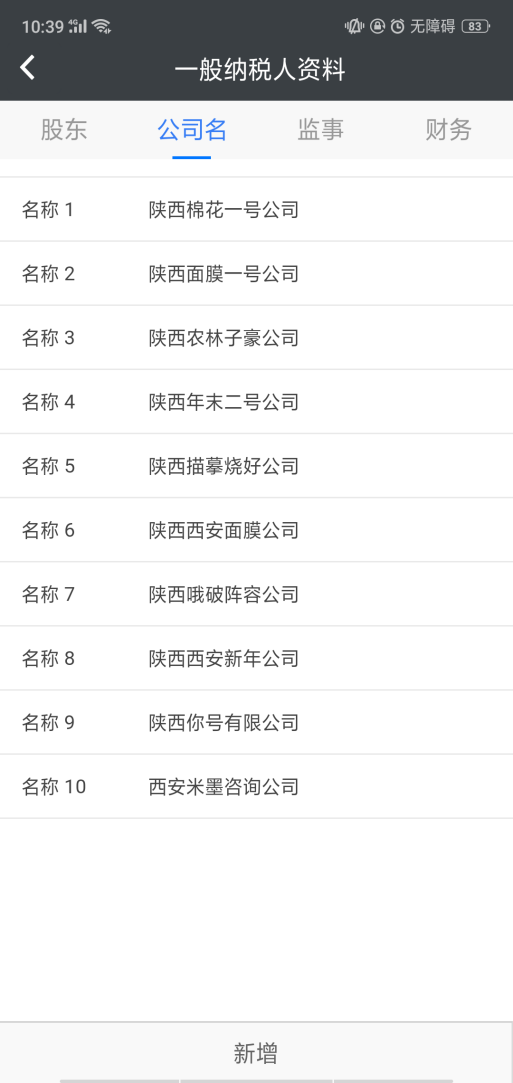 10:39 4G 无障碍 83
一般纳税人资料
股东 公司名 监事 财务
名称 1 陕西棉花一号公司
名称 2 陕西面膜一号公司
名称 3 陕西农林子豪公司
名称 4 陕西年末二号公司
名称 5 陕西描摹烧好公司
名称 6 陕西西安面膜公司
名称 7 陕西哦破阵容公司
名称 8 陕西西安新年公司
名称 9 陕西你号有限公司
名称 10 西安米墨咨询公司
新增